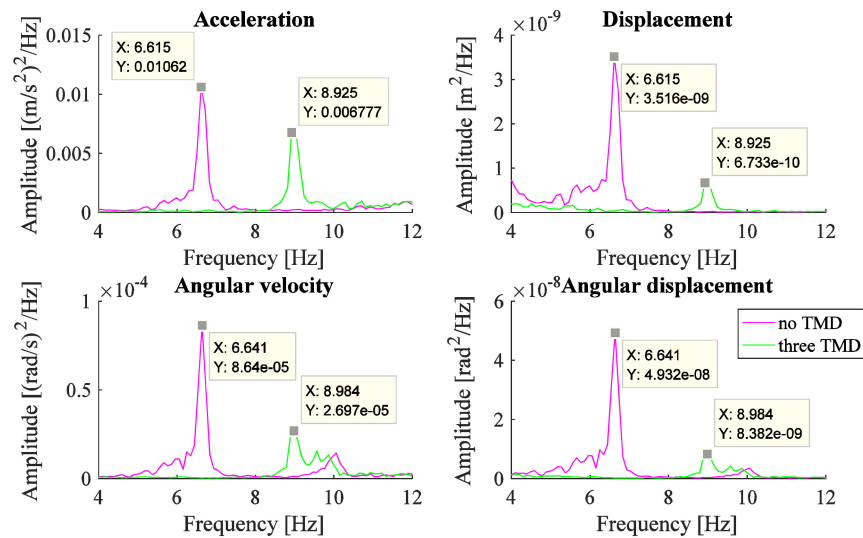 Acceleration
0.015
0.01
0.005
0
4
6
8
10
12
Amplitude [(m/s²)²/Hz]
Frequency [Hz]
X: 6.615
Y: 0.01062
X: 8.925
Y: 0.006777
Displacement
×10⁻⁹
4
3
2
1
0
4
6
8
10
12
Amplitude [m²/Hz]
Frequency [Hz]
X: 6.615
Y: 3.516e-09
X: 8.925
Y: 6.733e-10
Angular velocity
×10⁻⁴
1
0.5
0
4
6
8
10
12
Amplitude [(rad/s)²/Hz]
Frequency [Hz]
X: 6.641
Y: 8.64e-05
X: 8.984
Y: 2.697e-05
Angular displacement
×10⁻⁸
6
4
2
0
4
6
8
10
12
Amplitude [rad²/Hz]
Frequency [Hz]
X: 6.641
Y: 4.932e-08
X: 8.984
Y: 8.382e-09
no TMD
three TMD